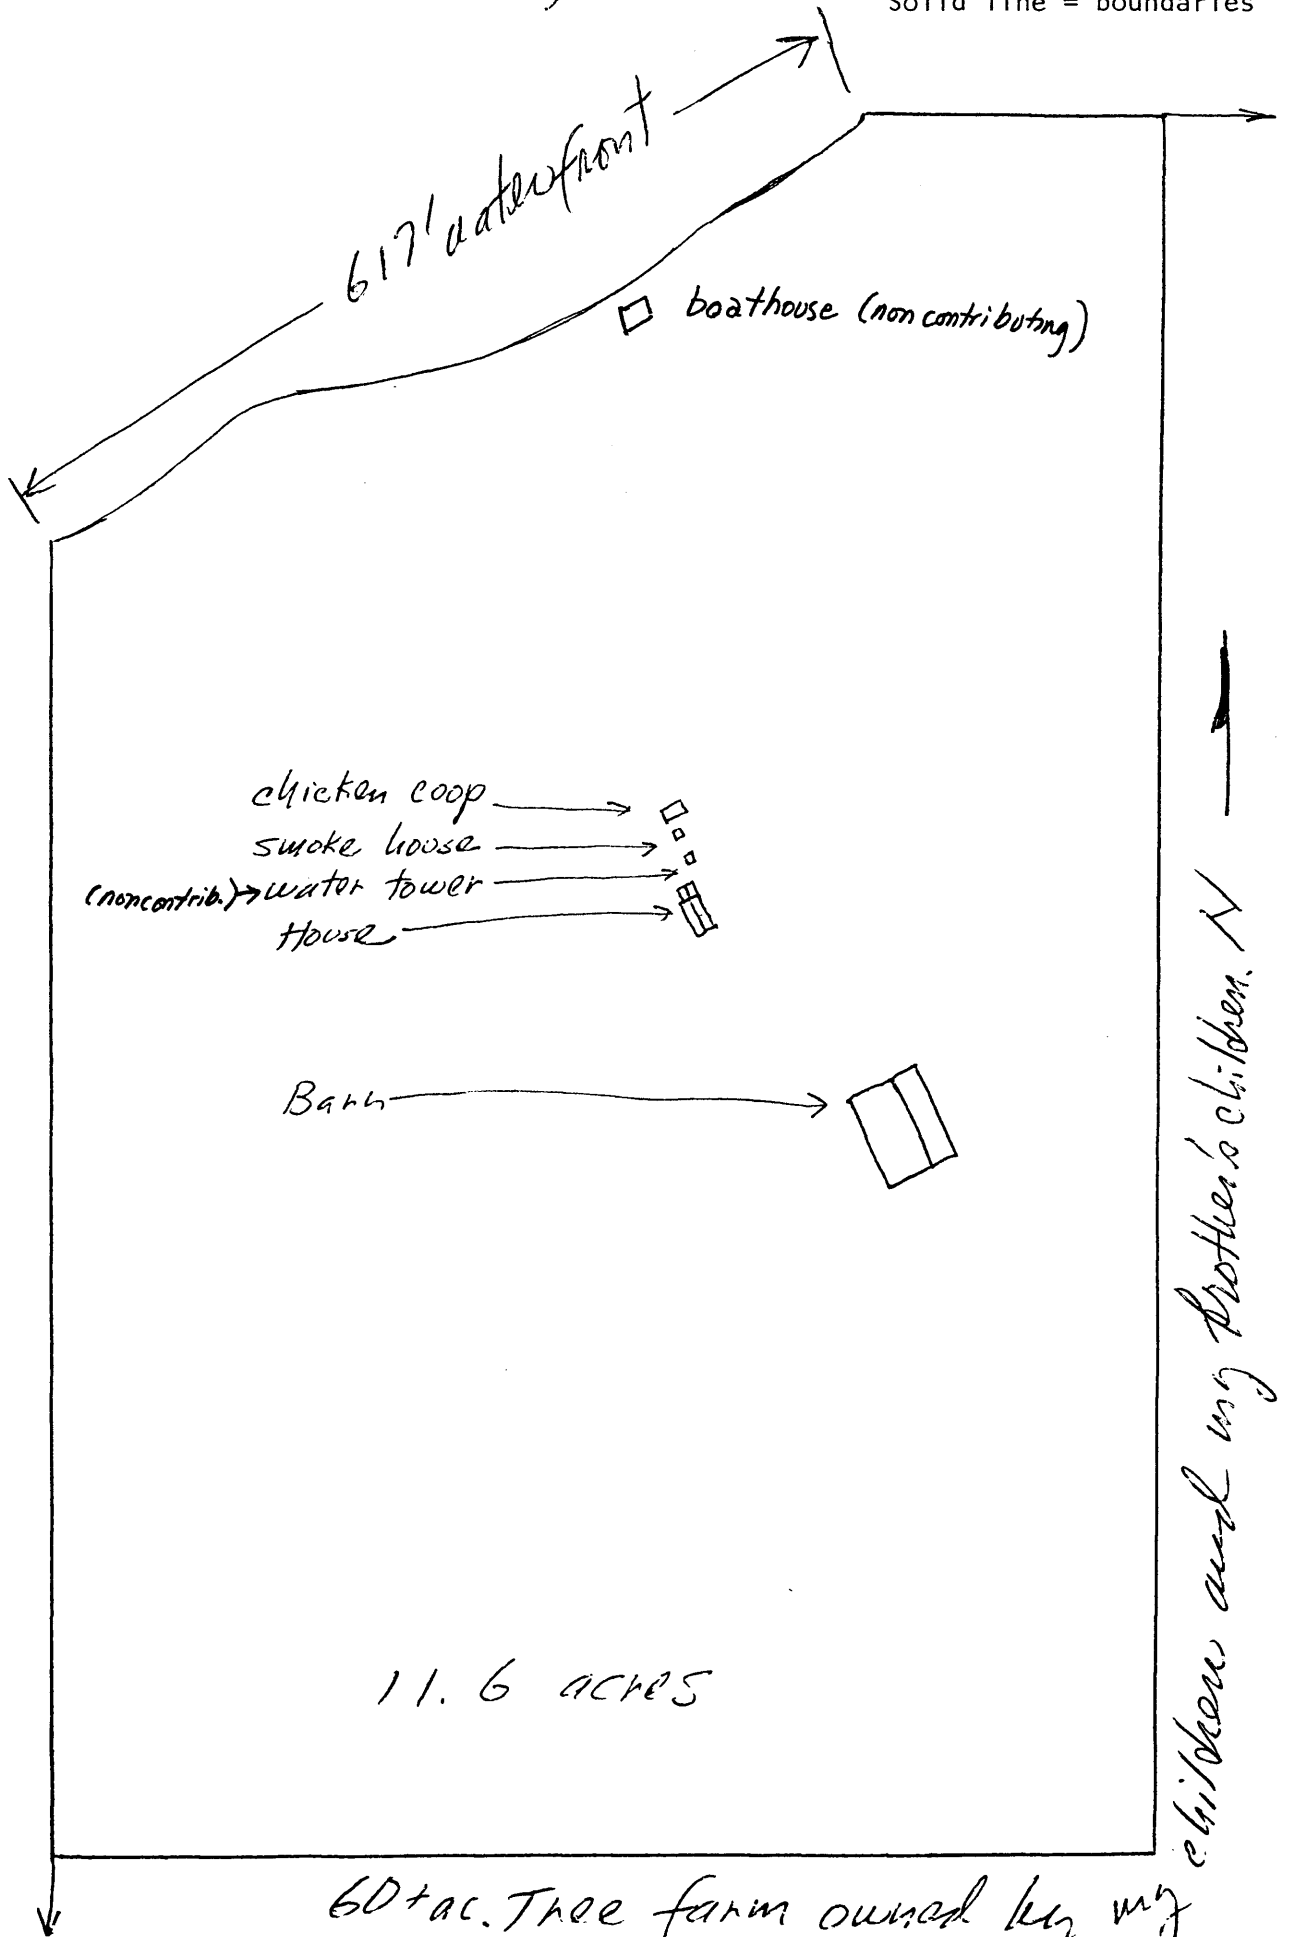 Solid line = boundaries
617' waterfront
boathouse (noncontributing)
chicken coop
smoke house
(noncontrib.) water tower
House
Barn
11.6 acres
N
60+ac. Tree farm owned by my
children and my brother's children.